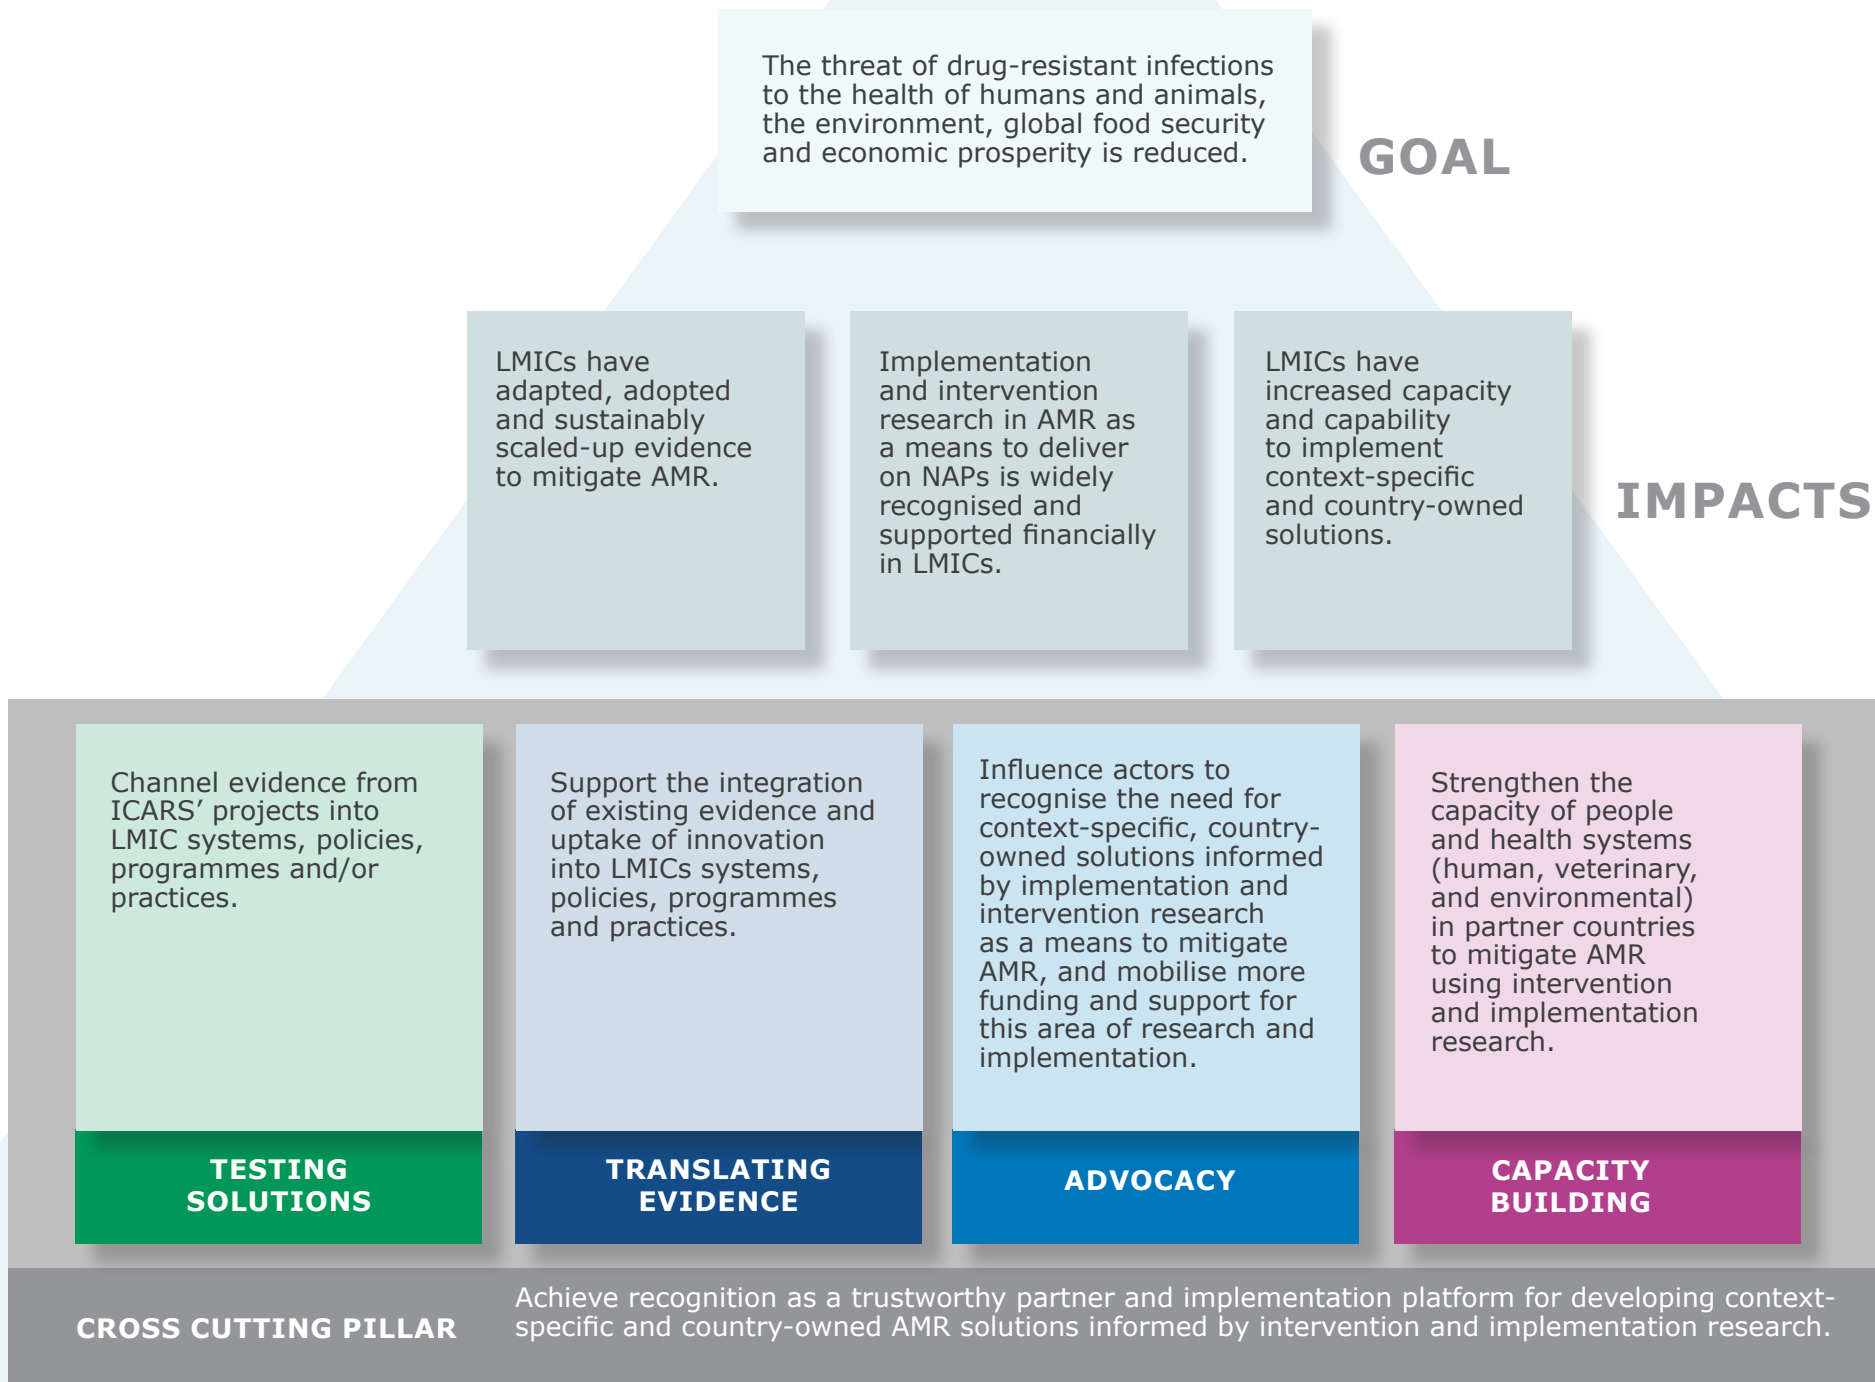 The threat of drug-resistant infections
to the health of humans and animals,
the environment, global food security
and economic prosperity is reduced.
GOAL
LMICs have
adapted, adopted
and sustainably
scaled-up evidence
to mitigate AMR.
Implementation
and intervention
research in AMR as
a means to deliver
on NAPs is widely
recognised and
supported financially
in LMICs.
LMICs have
increased capacity
and capability
to implement
context-specific
and country-owned
solutions.
IMPACTS
Channel evidence from
ICARS’ projects into
LMIC systems, policies,
programmes and/or
practices.
TESTING
SOLUTIONS
Support the integration
of existing evidence and
uptake of innovation
into LMICs systems,
policies, programmes
and practices.
TRANSLATING
EVIDENCE
Influence actors to
recognise the need for
context-specific, country-
owned solutions informed
by implementation and
intervention research
as a means to mitigate
AMR, and mobilise more
funding and support for
this area of research and
implementation.
ADVOCACY
Strengthen the
capacity of people
and health systems
(human, veterinary,
and environmental)
in partner countries
to mitigate AMR
using intervention
and implementation
research.
CAPACITY
BUILDING
CROSS CUTTING PILLAR
Achieve recognition as a trustworthy partner and implementation platform for developing context-
specific and country-owned AMR solutions informed by intervention and implementation research.